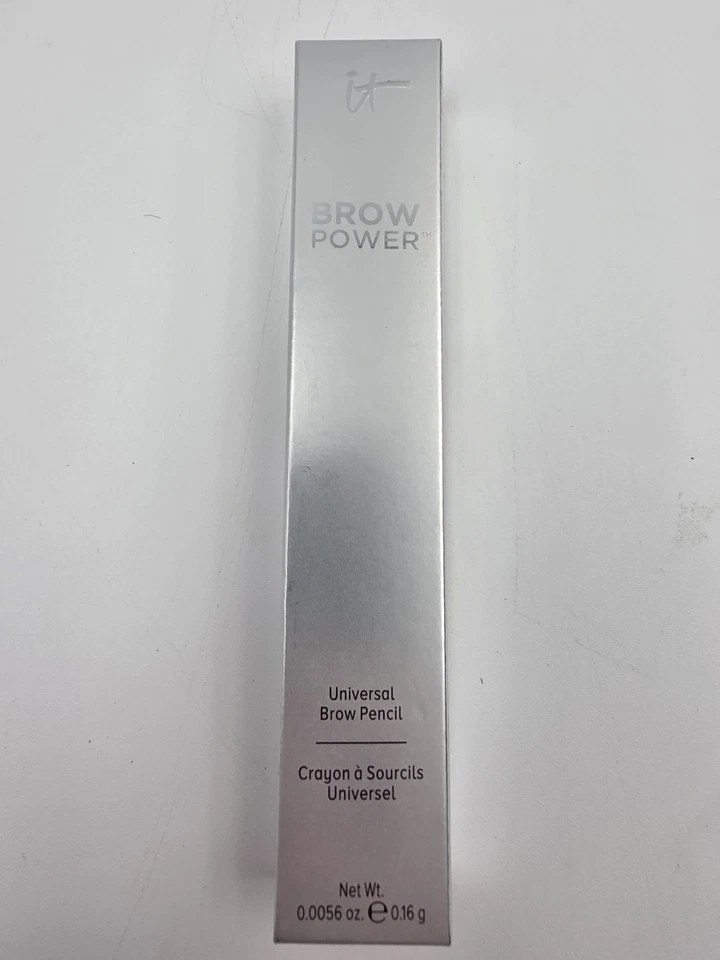 it
BROW
POWER™
Universal
Brow Pencil
Crayon à Sourcils
Universel
Net Wt.
0.0056 oz. ℮ 0.16 g